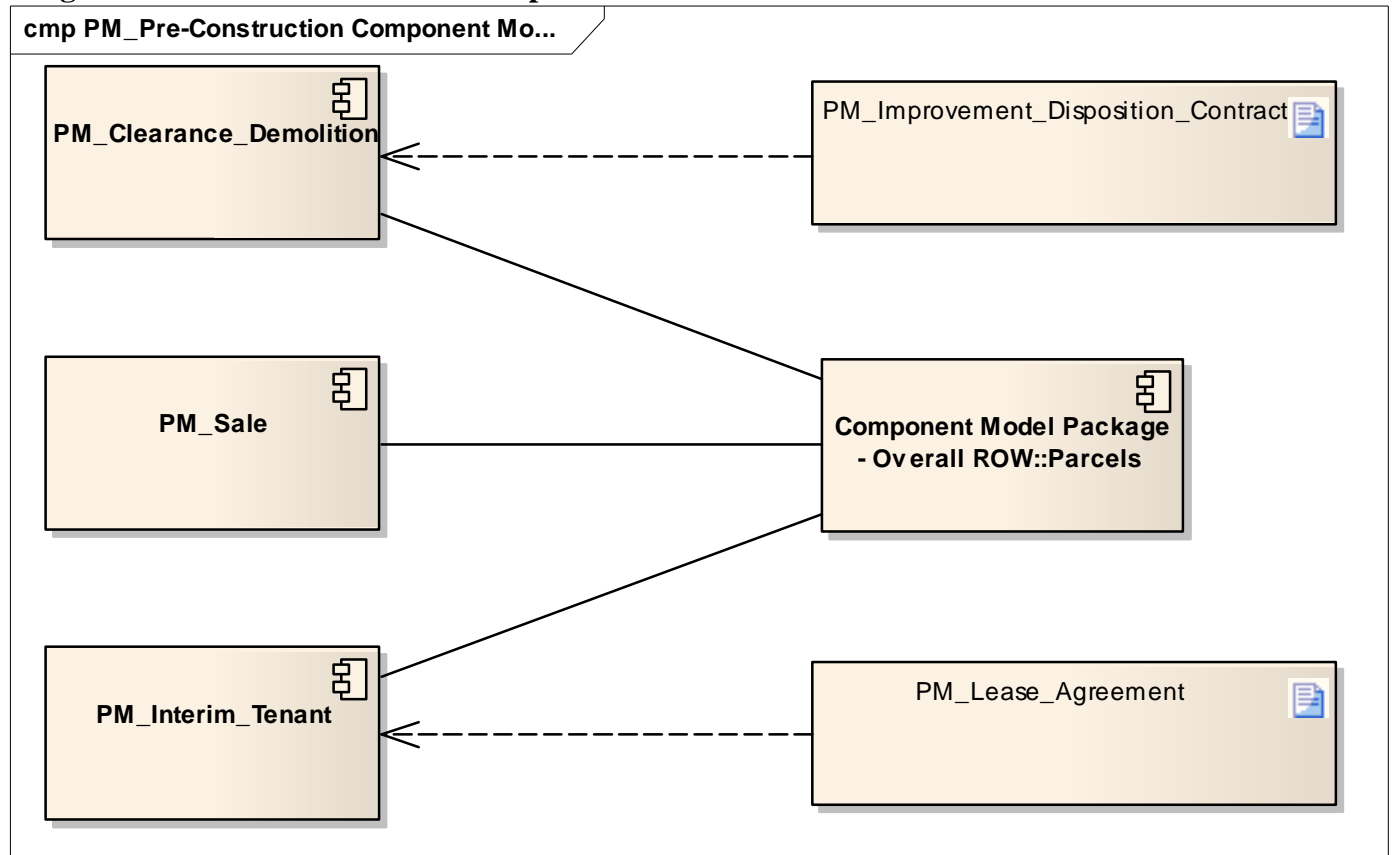 cmp PM_Pre-Construction Component Mo...
PM_Clearance_Demolition
PM_Improvement_Disposition_Contract
PM_Sale
Component Model Package
- Overall ROW::Parcels
PM_Interim_Tenant
PM_Lease_Agreement